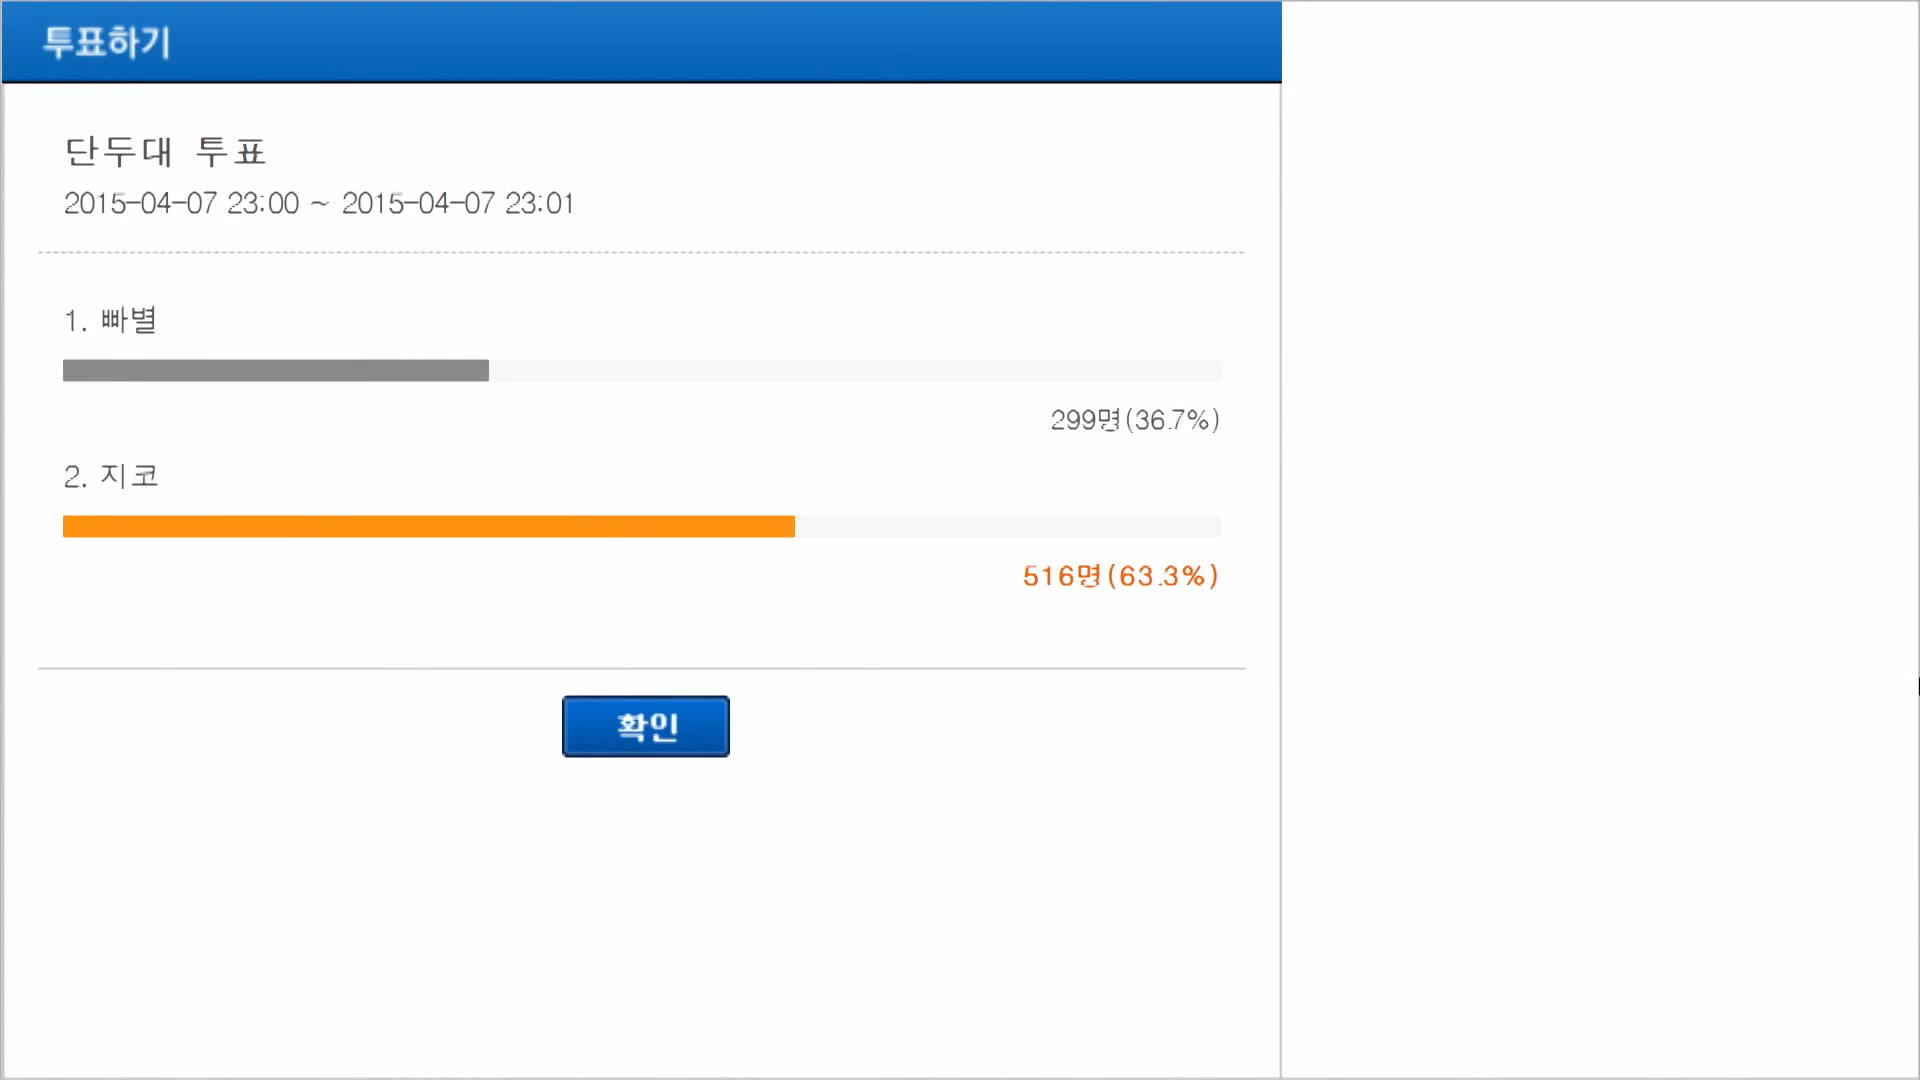 투표하기
단두대 투표
2015-04-07 23:00 ~ 2015-04-07 23:01
1. 빠별
299명(36.7%)
2. 지코
516명(63.3%)
확인